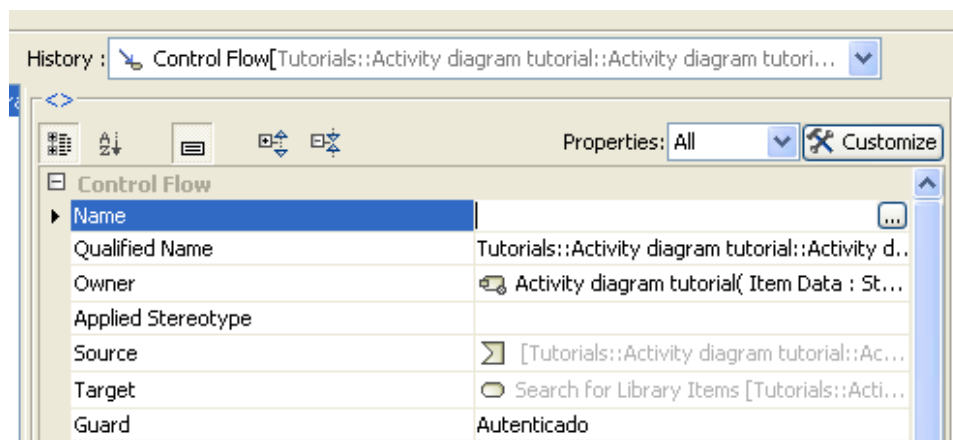 History : Control Flow[Tutorials::Activity diagram tutorial::Activity diagram tutori...
<>
Properties: All Customize
Control Flow
Name ...
Qualified Name Tutorials::Activity diagram tutorial::Activity d..
Owner Activity diagram tutorial( Item Data : St...
Applied Stereotype
Source [Tutorials::Activity diagram tutorial::Ac...
Target Search for Library Items [Tutorials::Acti...
Guard Autenticado